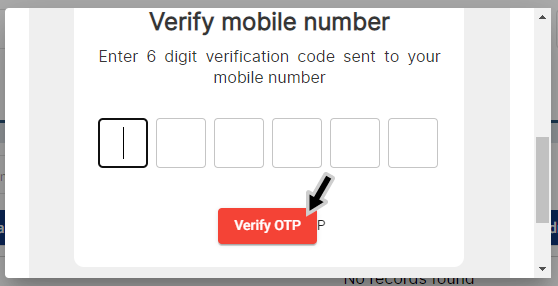 Verify mobile number
Enter 6 digit verification code sent to your
mobile number
Verify OTP
P
No records found